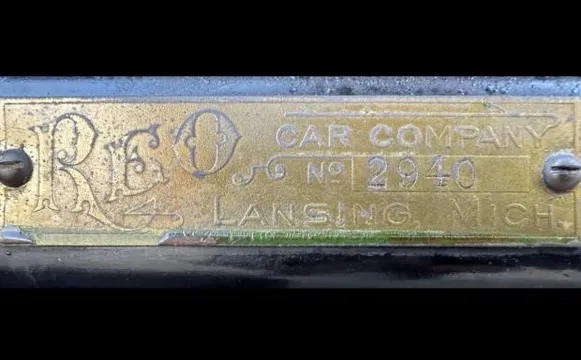 REO CAR COMPANY
No 2940
LANSING, MICH.